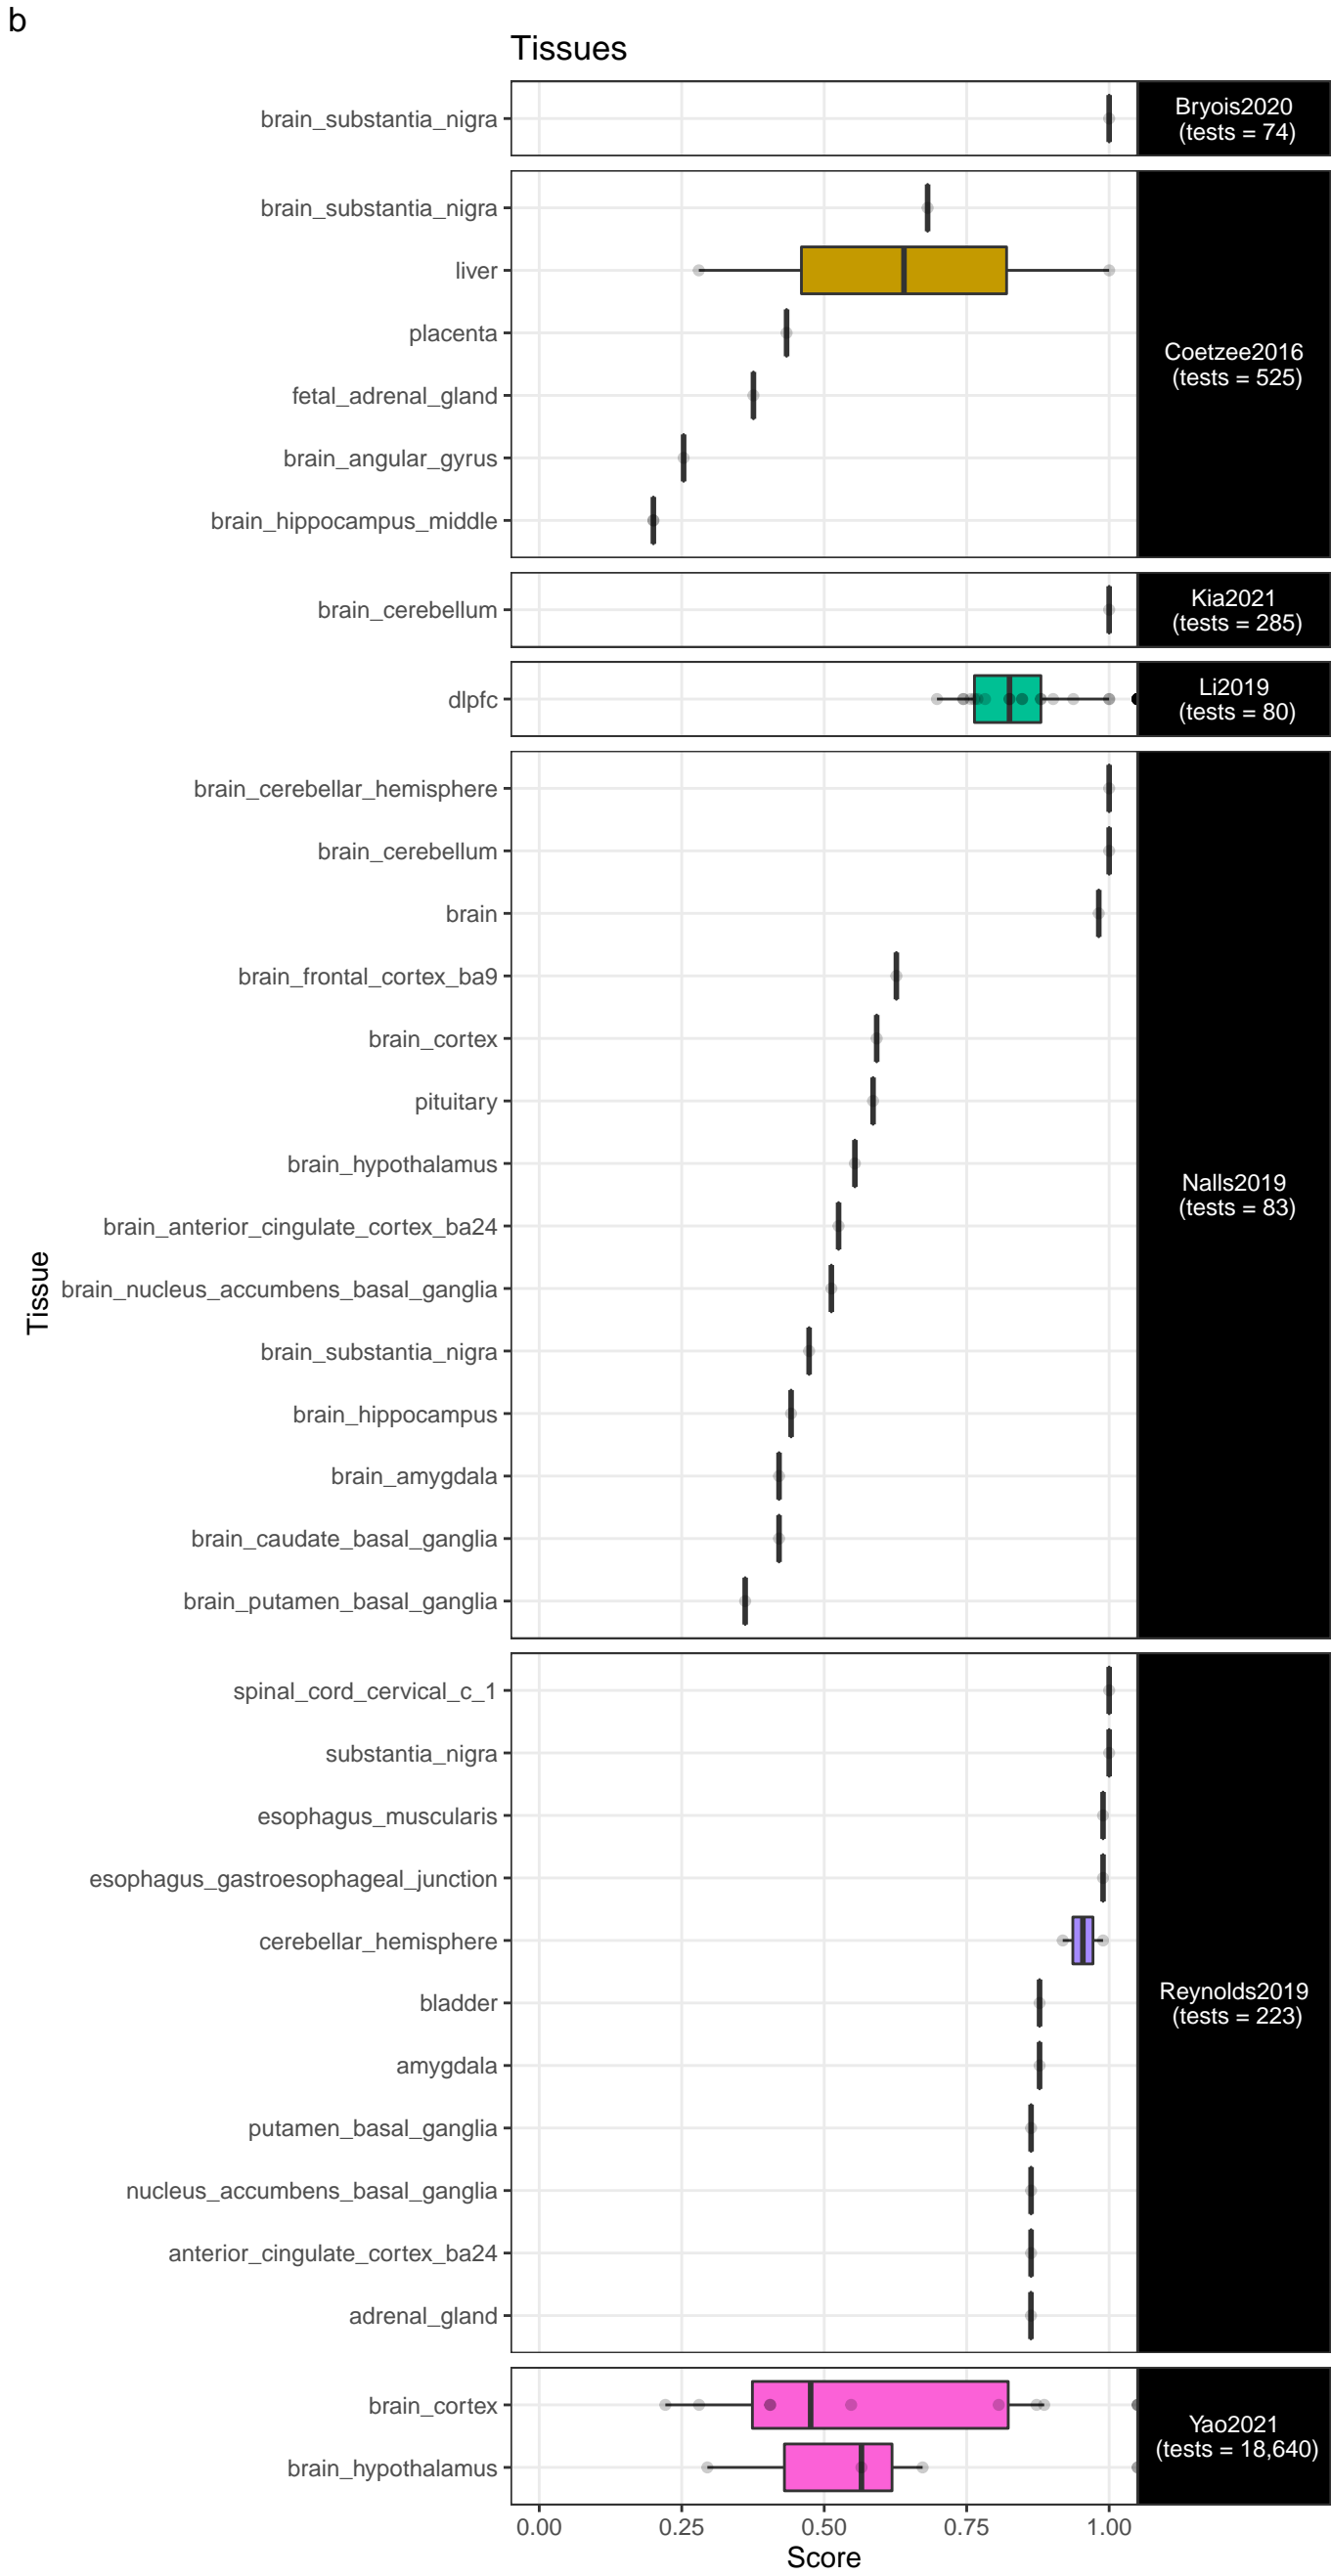 b
Tissues
brain_substantia_nigra
Bryois2020
(tests = 74)
brain_substantia_nigra
liver
placenta
fetal_adrenal_gland
brain_angular_gyrus
brain_hippocampus_middle
Coetzee2016
(tests = 525)
brain_cerebellum
Kia2021
(tests = 285)
dlpfc
Li2019
(tests = 80)
brain_cerebellar_hemisphere
brain_cerebellum
brain
brain_frontal_cortex_ba9
brain_cortex
pituitary
brain_hypothalamus
brain_anterior_cingulate_cortex_ba24
brain_nucleus_accumbens_basal_ganglia
brain_substantia_nigra
brain_hippocampus
brain_amygdala
brain_caudate_basal_ganglia
brain_putamen_basal_ganglia
Nalls2019
(tests = 83)
Tissue
spinal_cord_cervical_c_1
substantia_nigra
esophagus_muscularis
esophagus_gastroesophageal_junction
cerebellar_hemisphere
bladder
amygdala
putamen_basal_ganglia
nucleus_accumbens_basal_ganglia
anterior_cingulate_cortex_ba24
adrenal_gland
Reynolds2019
(tests = 223)
brain_cortex
brain_hypothalamus
Yao2021
(tests = 18,640)
0.00 0.25 0.50 0.75 1.00
Score